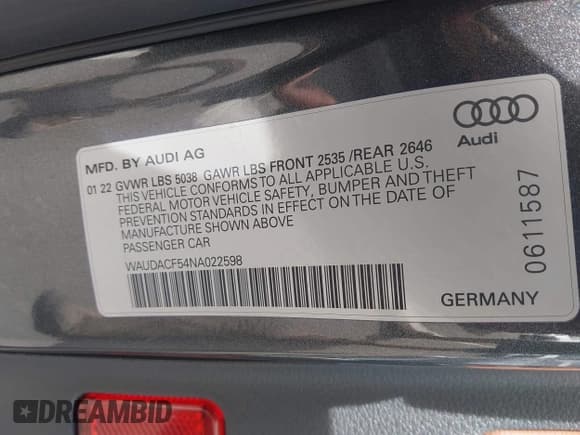 MFD. BY AUDI AG
01 22 GVWR LBS 5038 GAWR LBS FRONT 2535 /REAR 2646
THIS VEHICLE CONFORMS TO ALL APPLICABLE U.S.
FEDERAL MOTOR VEHICLE SAFETY, BUMPER AND THEFT
PREVENTION STANDARDS IN EFFECT ON THE DATE OF
MANUFACTURE SHOWN ABOVE
PASSENGER CAR
WAUDACF54NA022598
Audi
0611587
GERMANY
DREAMBID